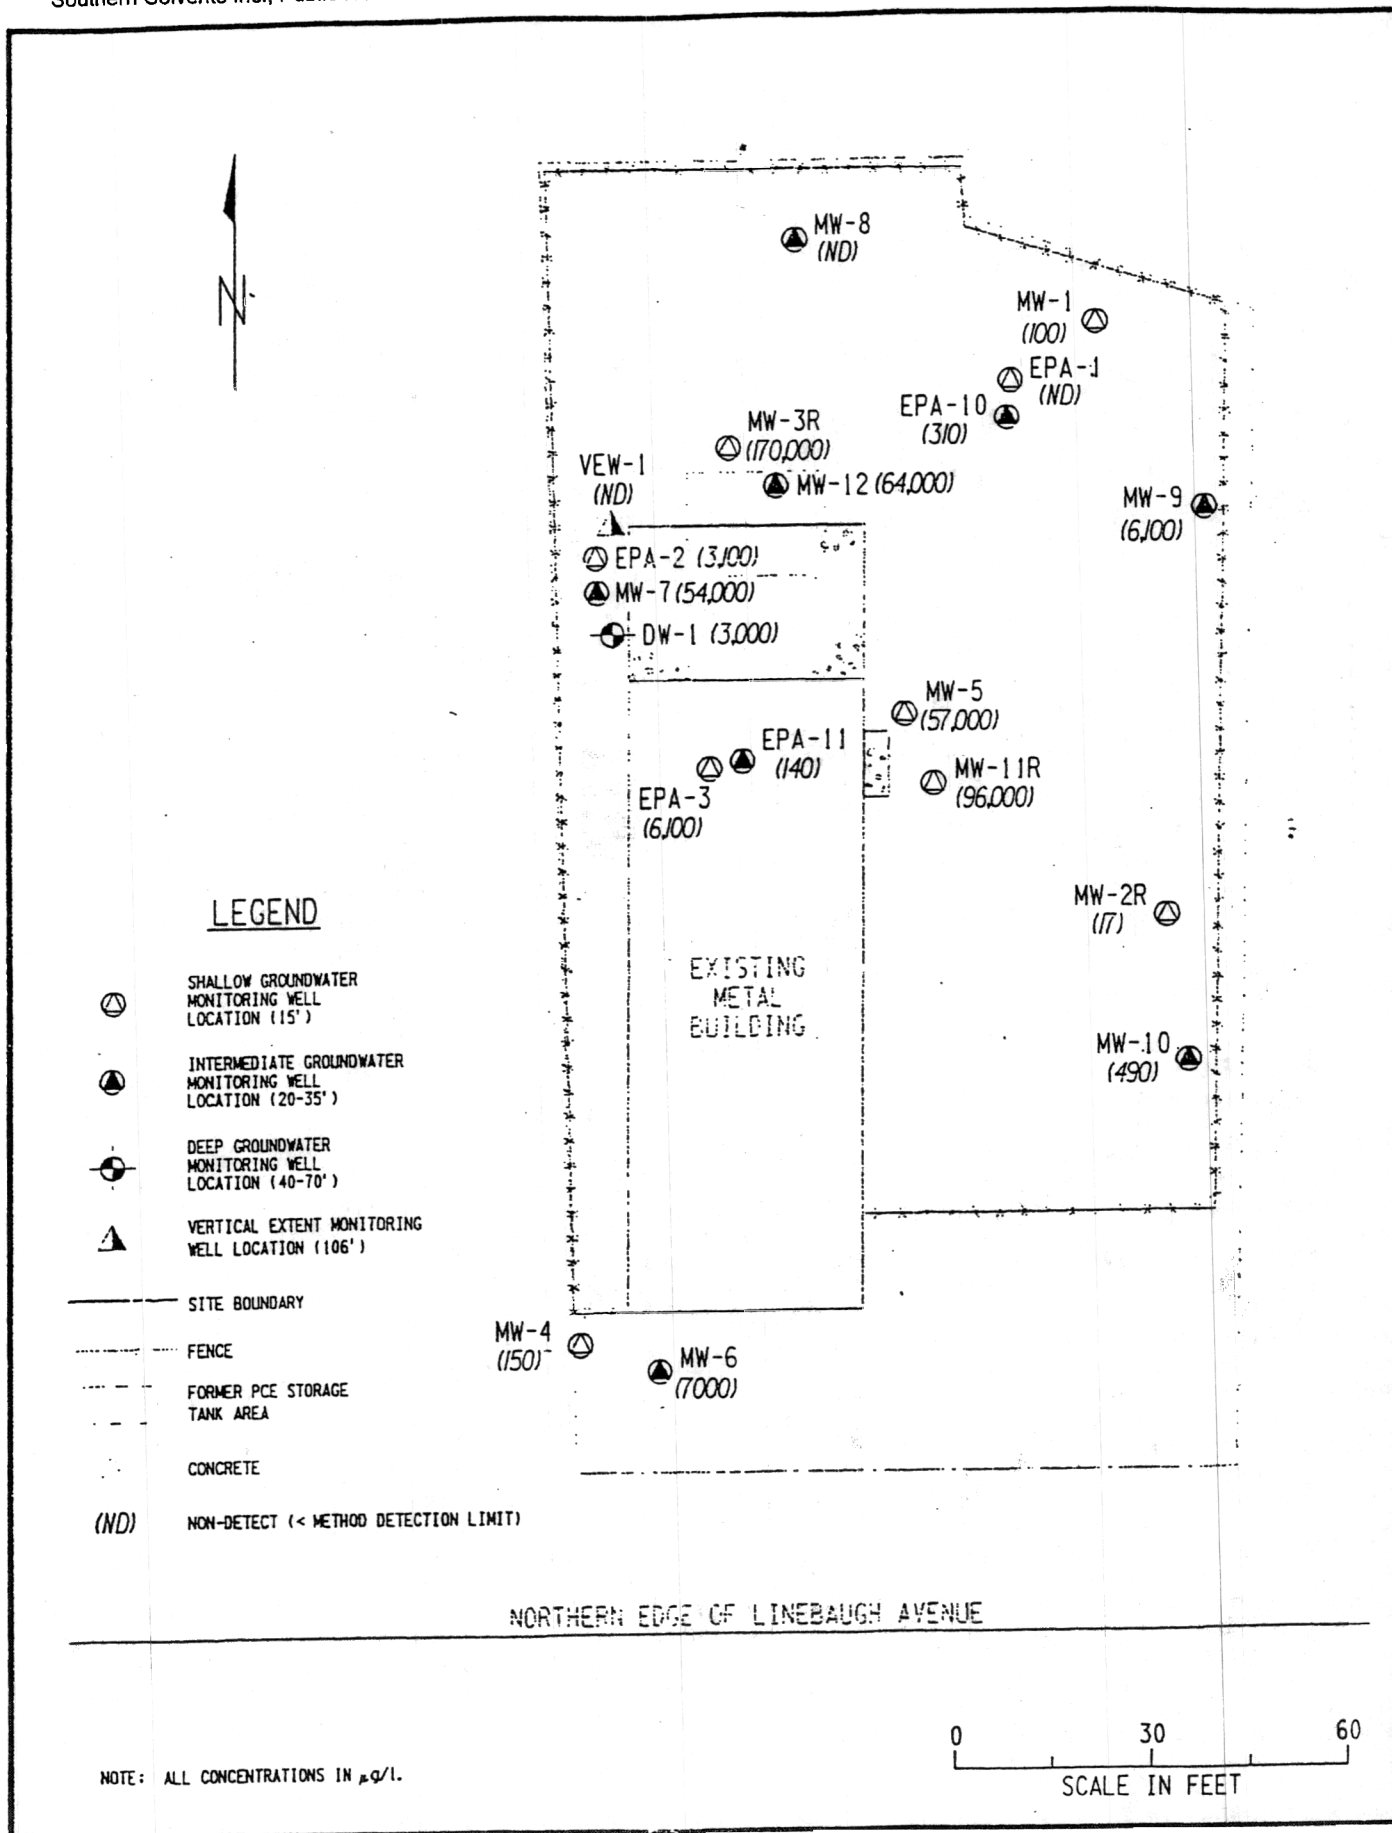 Southern Solvents Inc., Public
N
MW-8
(ND)
MW-1
(100)
EPA-1
(ND)
EPA-10
(310)
MW-3R
(170,000)
VEW-1
(ND)
MW-12 (64,000)
MW-9
(6,100)
EPA-2 (3,100)
MW-7 (54,000)
DW-1 (3,000)
MW-5
(57,000)
EPA-11
(140)
MW-11R
(96,000)
EPA-3
(6,100)
MW-2R
(17)
LEGEND
SHALLOW GROUNDWATER
MONITORING WELL
LOCATION (15')
EXISTING
METAL
BUILDING
INTERMEDIATE GROUNDWATER
MONITORING WELL
LOCATION (20-35')
MW-10
(490)
DEEP GROUNDWATER
MONITORING WELL
LOCATION (40-70')
VERTICAL EXTENT MONITORING
WELL LOCATION (106')
SITE BOUNDARY
MW-4
(150)
FENCE
MW-6
(7000)
FORMER PCE STORAGE
TANK AREA
CONCRETE
(ND) NON-DETECT (< METHOD DETECTION LIMIT)
NORTHERN EDGE OF LINEBAUGH AVENUE
0 30 60
SCALE IN FEET
NOTE: ALL CONCENTRATIONS IN µg/l.